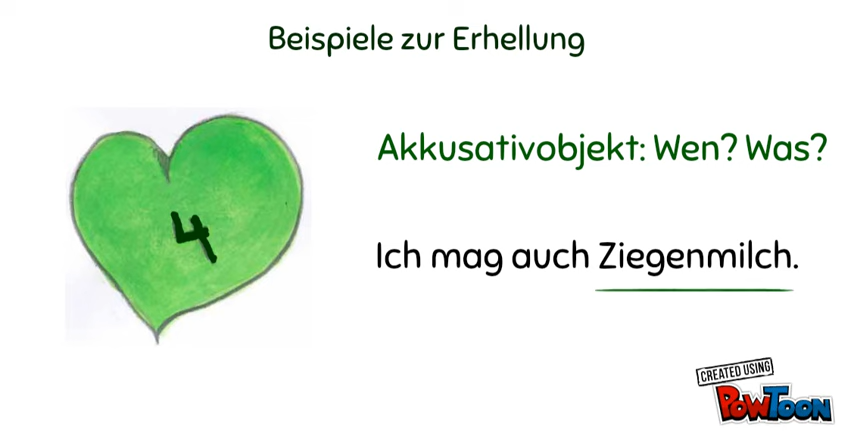 Beispiele zur Erhellung
Akkusativobjekt: Wen? Was?
4
Ich mag auch Ziegenmilch.
CREATED USING
PowToon